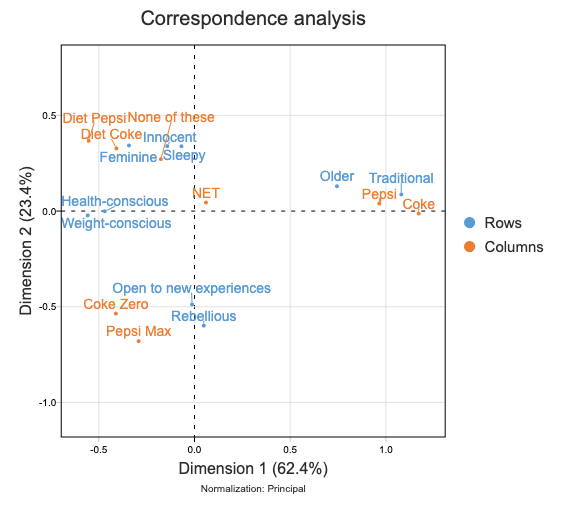 Correspondence analysis
0.5
0.0
-0.5
-1.0
Dimension 2 (23.4%)
Diet Pepsi None of these
Diet Coke Innocent
Feminine Sleepy
Older Traditional
NET Pepsi
Coke
Health-conscious
Weight-conscious
Open to new experiences
Coke Zero
Rebellious
Pepsi Max
Rows
Columns
-0.5 0.0 0.5 1.0
Dimension 1 (62.4%)
Normalization: Principal